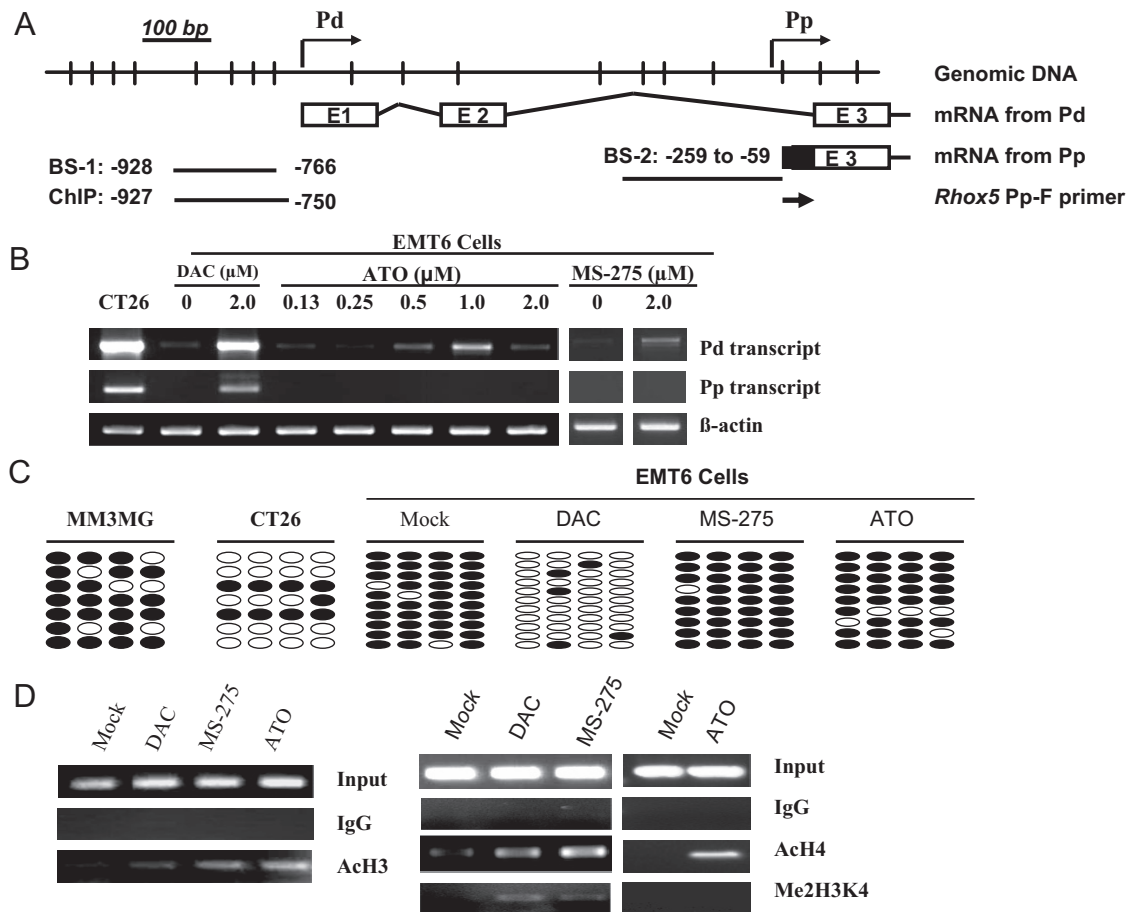 A
100 bp
Pd
Pp
Genomic DNA
E1
E 2
E 3
mRNA from Pd
BS-1: -928
-766
BS-2: -259 to -59
E 3
mRNA from Pp
ChIP: -927
-750
Rhox5 Pp-F primer
B
EMT6 Cells
DAC (µM)
ATO (µM)
MS-275 (µM)
CT26
0
2.0
0.13
0.25
0.5
1.0
2.0
0
2.0
Pd transcript
Pp transcript
ß-actin
C
EMT6 Cells
MM3MG
CT26
Mock
DAC
MS-275
ATO
D
Mock
DAC
MS-275
ATO
Input
IgG
AcH3
Mock
DAC
MS-275
Mock
ATO
Input
IgG
AcH4
Me2H3K4